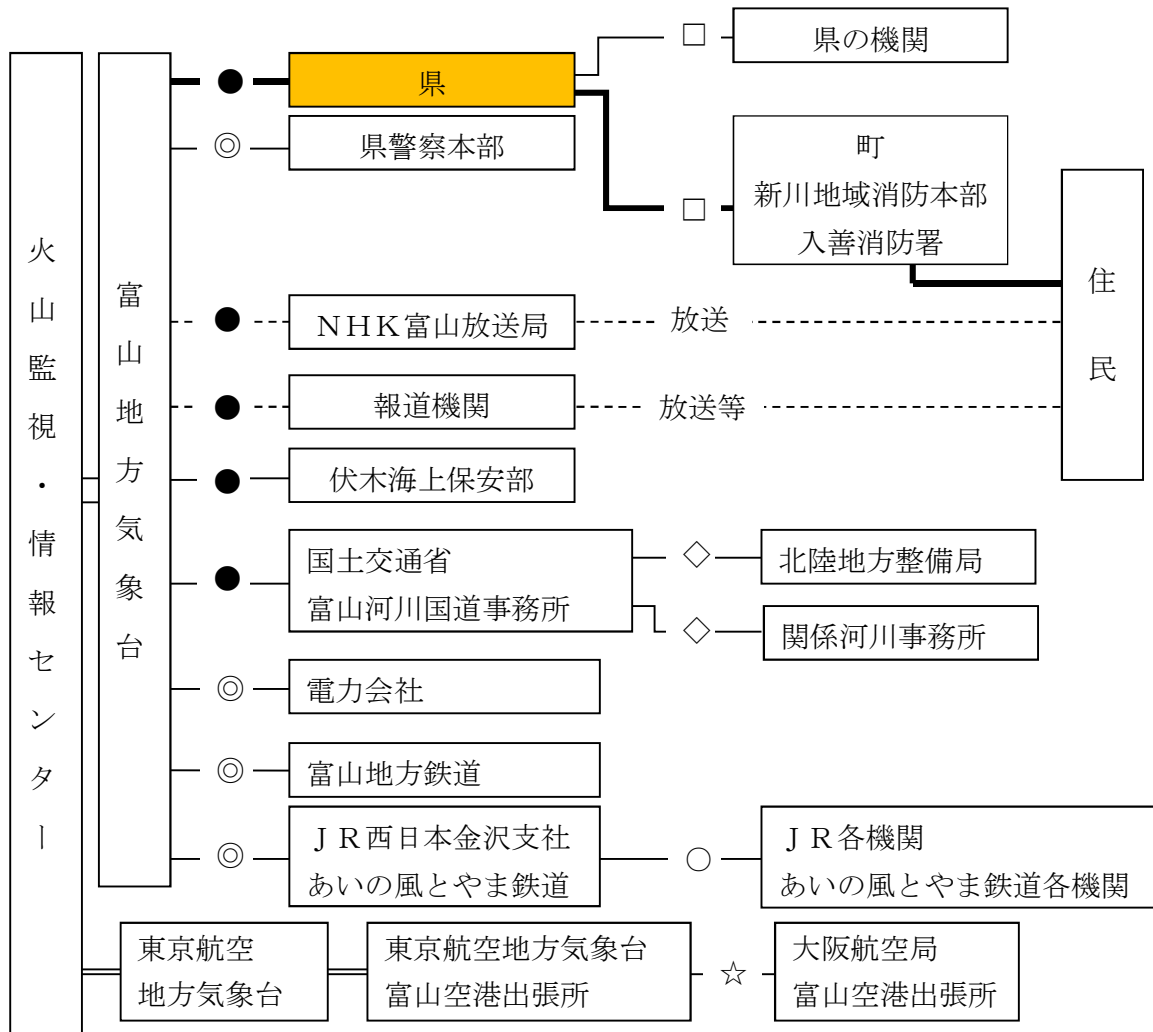 火山監視・情報センター
富山地方気象台
● 県
□ 県の機関
◎ 県警察本部
□ 町
新川地域消防本部
入善消防署
住民
● ＮＨＫ富山放送局 放送
● 報道機関 放送等
● 伏木海上保安部
● 国土交通省
富山河川国道事務所
◇ 北陸地方整備局
◇ 関係河川事務所
◎ 電力会社
◎ 富山地方鉄道
◎ ＪＲ西日本金沢支社
あいの風とやま鉄道
○ ＪＲ各機関
あいの風とやま鉄道各機関
東京航空
地方気象台
東京航空地方気象台
富山空港出張所
☆ 大阪航空局
富山空港出張所